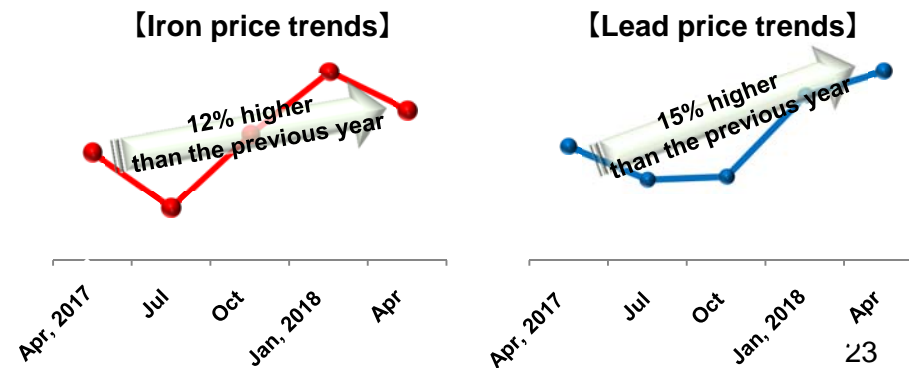 【Iron price trends】
12% higher
than the previous year
Apr, 2017
Jul
Oct
Jan, 2018
Apr
【Lead price trends】
15% higher
than the previous year
Apr, 2017
Jul
Oct
Jan, 2018
Apr
23